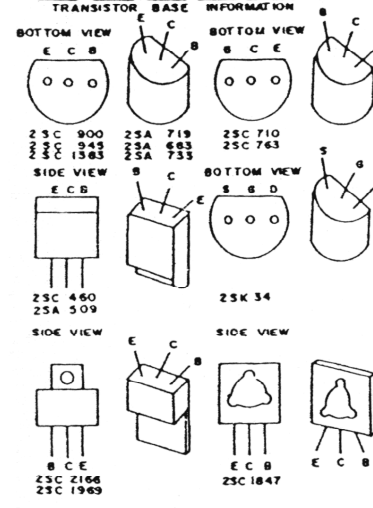 TRANSISTOR BASE INFORMATION
BOTTOM VIEW
E C B
E C B
2SC 900 2SA 719
2SC 945 2SA 683
2SC 1383 2SA 733
BOTTOM VIEW
B C E
B C
2SC 710
2SC 763
SIDE VIEW
E C B
B C E
2SC 460
2SA 509
BOTTOM VIEW
S G D
S G
2SK 34
SIDE VIEW
B C E
E C B
2SC 2166
2SC 1969
SIDE VIEW
E C B
E C B
2SC 1847